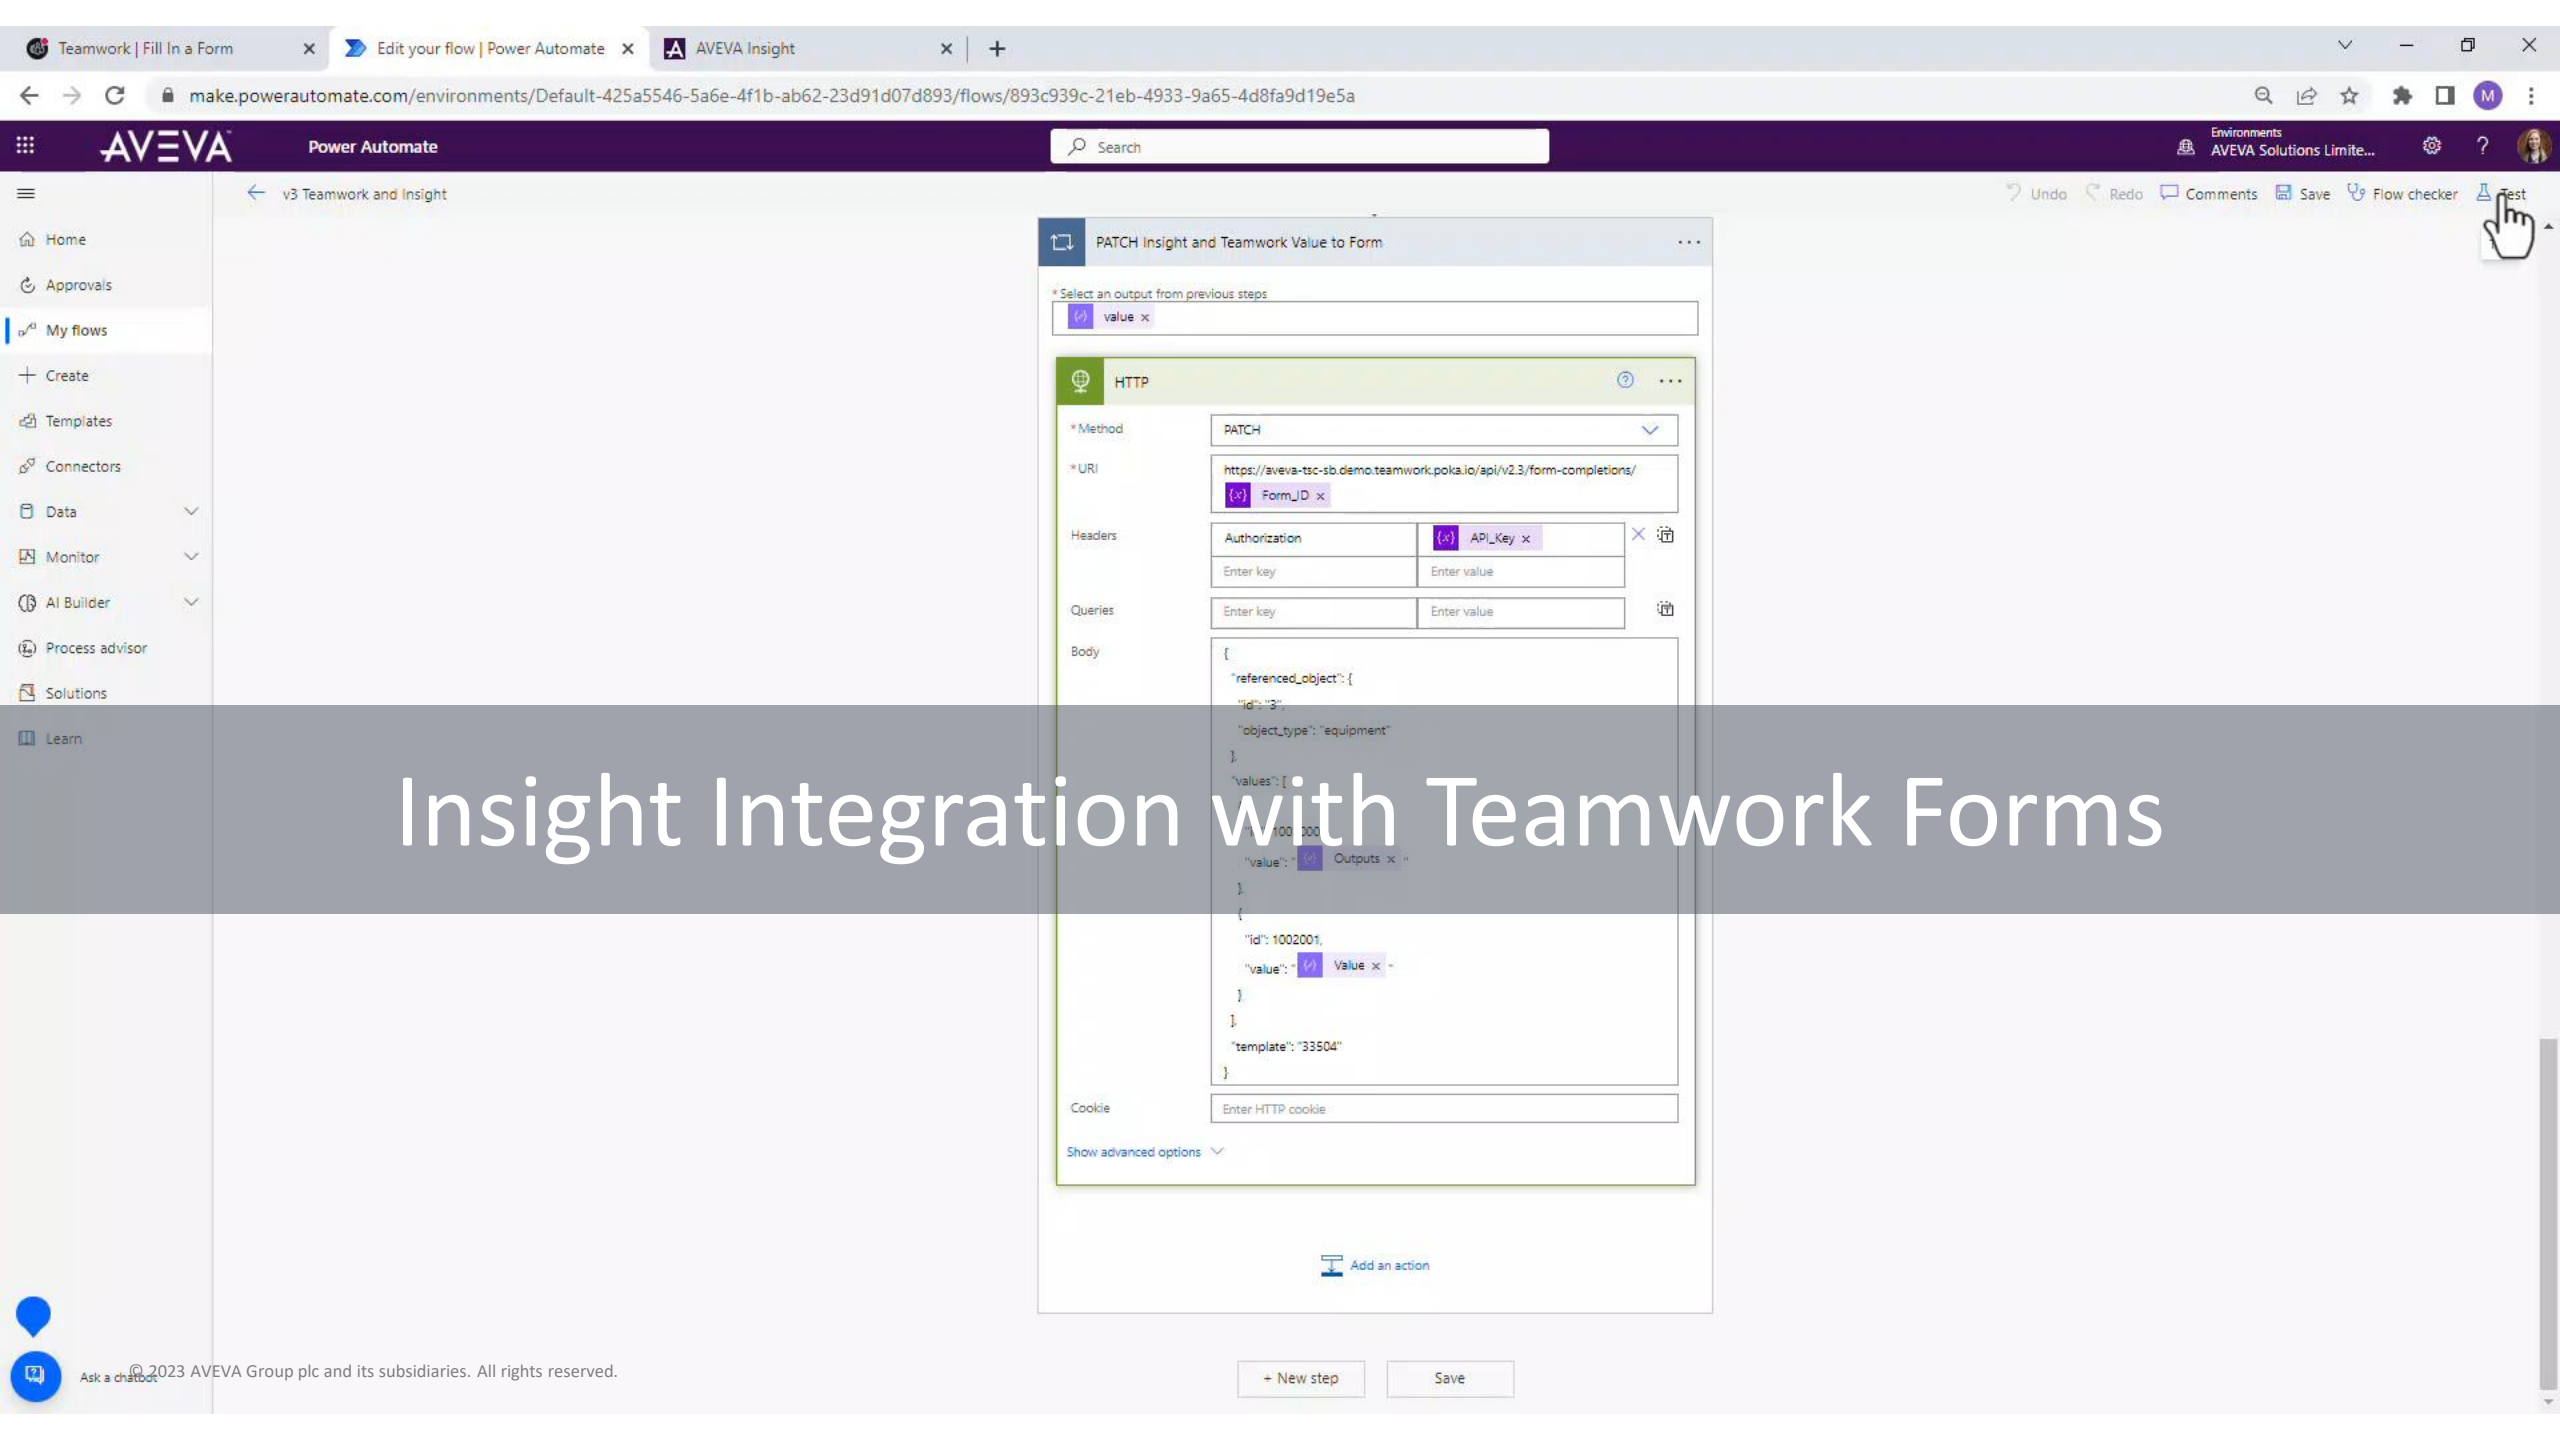 Teamwork | Fill In a Form
Edit your flow | Power Automate
AVEVA Insight
make.powerautomate.com/environments/Default-425a5546-5a6e-4f1b-ab62-23d91d07d893/flows/893c939c-21eb-4933-9a65-4d8fa9d19e5a
M
AVEVA
Power Automate
Search
Environments
AVEVA Solutions Limite...
v3 Teamwork and Insight
Undo
Redo
Comments
Save
Flow checker
Test
Home
Approvals
My flows
Create
Templates
Connectors
Data
Monitor
AI Builder
Process advisor
Solutions
Learn
PATCH Insight and Teamwork Value to Form
* Select an output from previous steps
value
HTTP
* Method
PATCH
* URI
https://aveva-tsc-sb.demo.teamwork.poka.io/api/v2.3/form-completions/
Form_ID
Headers
Authorization
API_Key
Enter key
Enter value
Queries
Enter key
Enter value
Body
{
"referenced_object": {
"id": "3",
"object_type": "equipment"
},
"values": [
Insight Integration with Teamwork Forms
"value": " Outputs "
},
{
"id": 1002001,
"value": " Value "
}
],
"template": "33504"
}
Cookie
Enter HTTP cookie
Show advanced options
Add an action
+ New step
Save
Ask a chatbot
© 2023 AVEVA Group plc and its subsidiaries. All rights reserved.